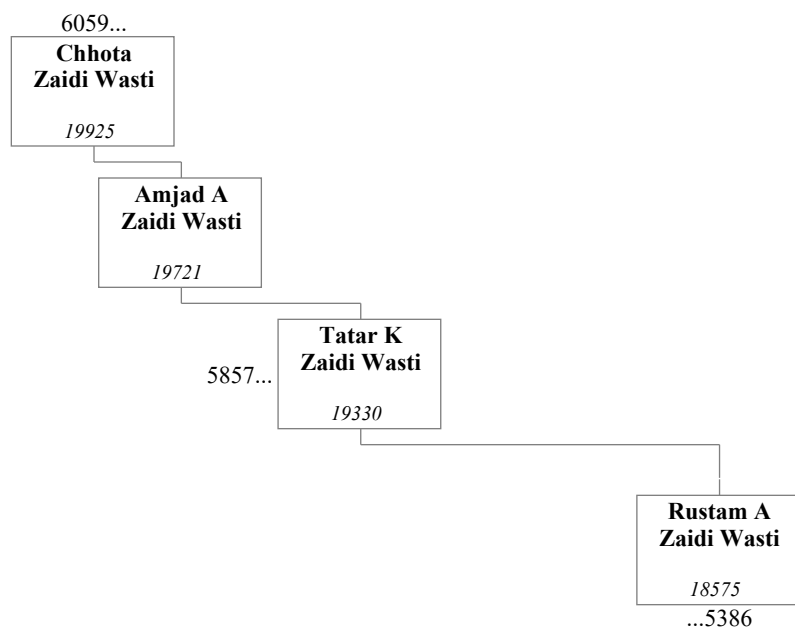 6059...
Chhota
Zaidi Wasti
19925
Amjad A
Zaidi Wasti
19721
Tatar K
Zaidi Wasti
5857...
19330
Rustam A
Zaidi Wasti
18575
...5386